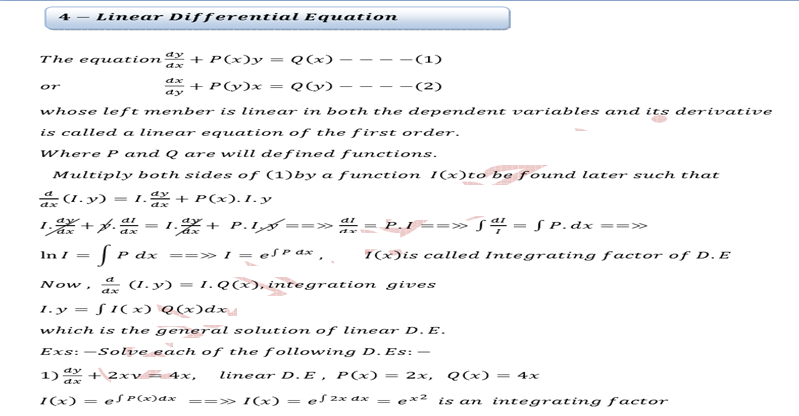 4 − Linear Differential Equation
The equation dy/dx + P(x)y = Q(x) − − − −(1)
or dx/dy + P(y)x = Q(y) − − − −(2)
whose left menber is linear in both the dependent variables and its derivative
is called a linear equation of the first order.
Where P and Q are will defined functions.
Multiply both sides of (1)by a function I(x)to be found later such that
d/dx (I.y) = I.dy/dx + P(x).I.y
I.dy/dx + y.dI/dx = I.dy/dx + P.I.y ==≫ dI/dx = P.I ==≫ ∫ dI/I = ∫ P.dx ==≫
ln I = ∫ P dx ==≫ I = e^∫ P dx , I(x)is called Integrating factor of D.E
Now , d/dx (I.y) = I.Q(x),integration gives
I.y = ∫ I(x) Q(x)dx
which is the general solution of linear D.E.
Exs:−Solve each of the following D.Es:−
1) dy/dx + 2xy = 4x, linear D.E , P(x) = 2x, Q(x) = 4x
I(x) = e^∫ P(x)dx ==≫ I(x) = e^∫ 2x dx = e^x² is an integrating factor